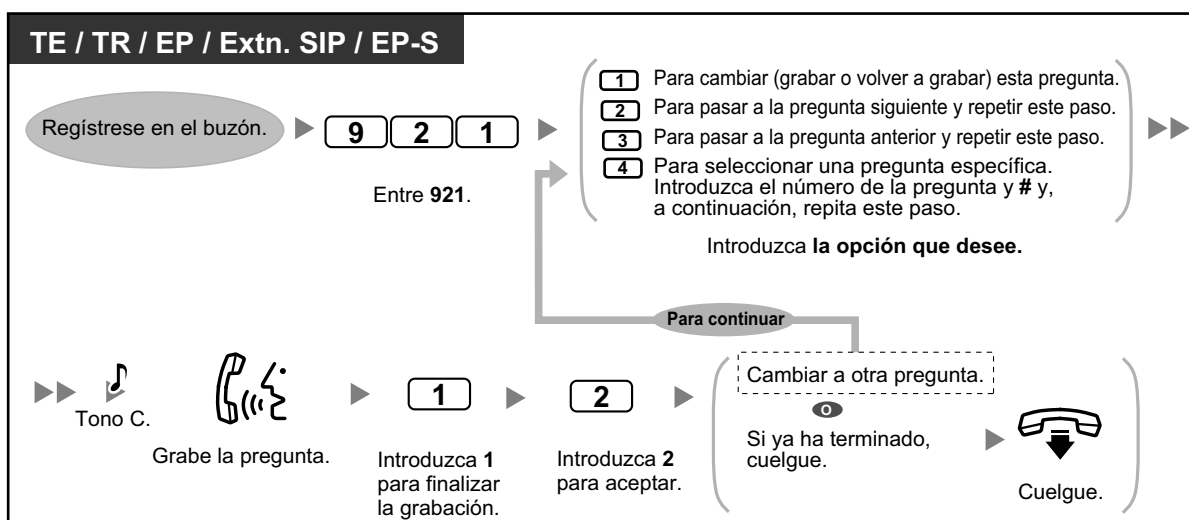 TE / TR / EP / Extn. SIP / EP-S
Regístrese en el buzón.
9 2 1
Entre 921.
1 Para cambiar (grabar o volver a grabar) esta pregunta.
2 Para pasar a la pregunta siguiente y repetir este paso.
3 Para pasar a la pregunta anterior y repetir este paso.
4 Para seleccionar una pregunta específica.
Introduzca el número de la pregunta y # y,
a continuación, repita este paso.
Introduzca la opción que desee.
Para continuar
Tono C.
Grabe la pregunta.
1
Introduzca 1
para finalizar
la grabación.
2
Introduzca 2
para aceptar.
Cambiar a otra pregunta.
O
Si ya ha terminado,
cuelgue.
Cuelgue.